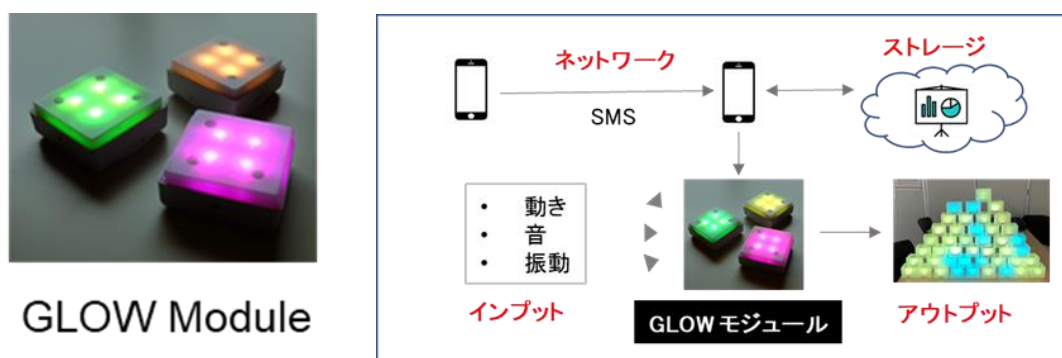 GLOW Module
ネットワーク
SMS
ストレージ
・ 動き
・ 音
・ 振動
インプット
GLOW モジュール
アウトプット